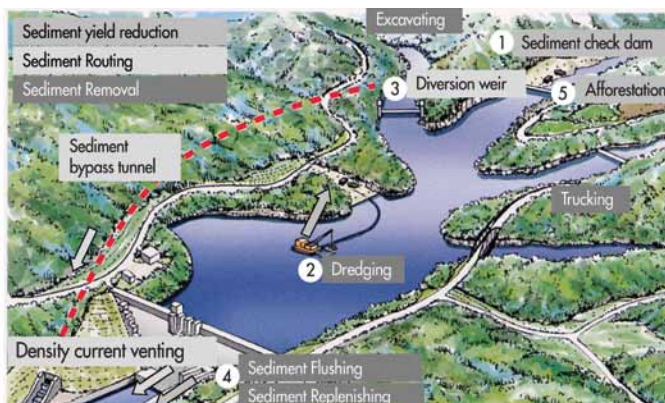 Sediment yield reduction
Sediment Routing
Sediment Removal
Excavating
1 Sediment check dam
3 Diversion weir
5 Afforestation
Sediment
bypass tunnel
Trucking
2 Dredging
Density current venting
4 Sediment Flushing
Sediment Replenishing